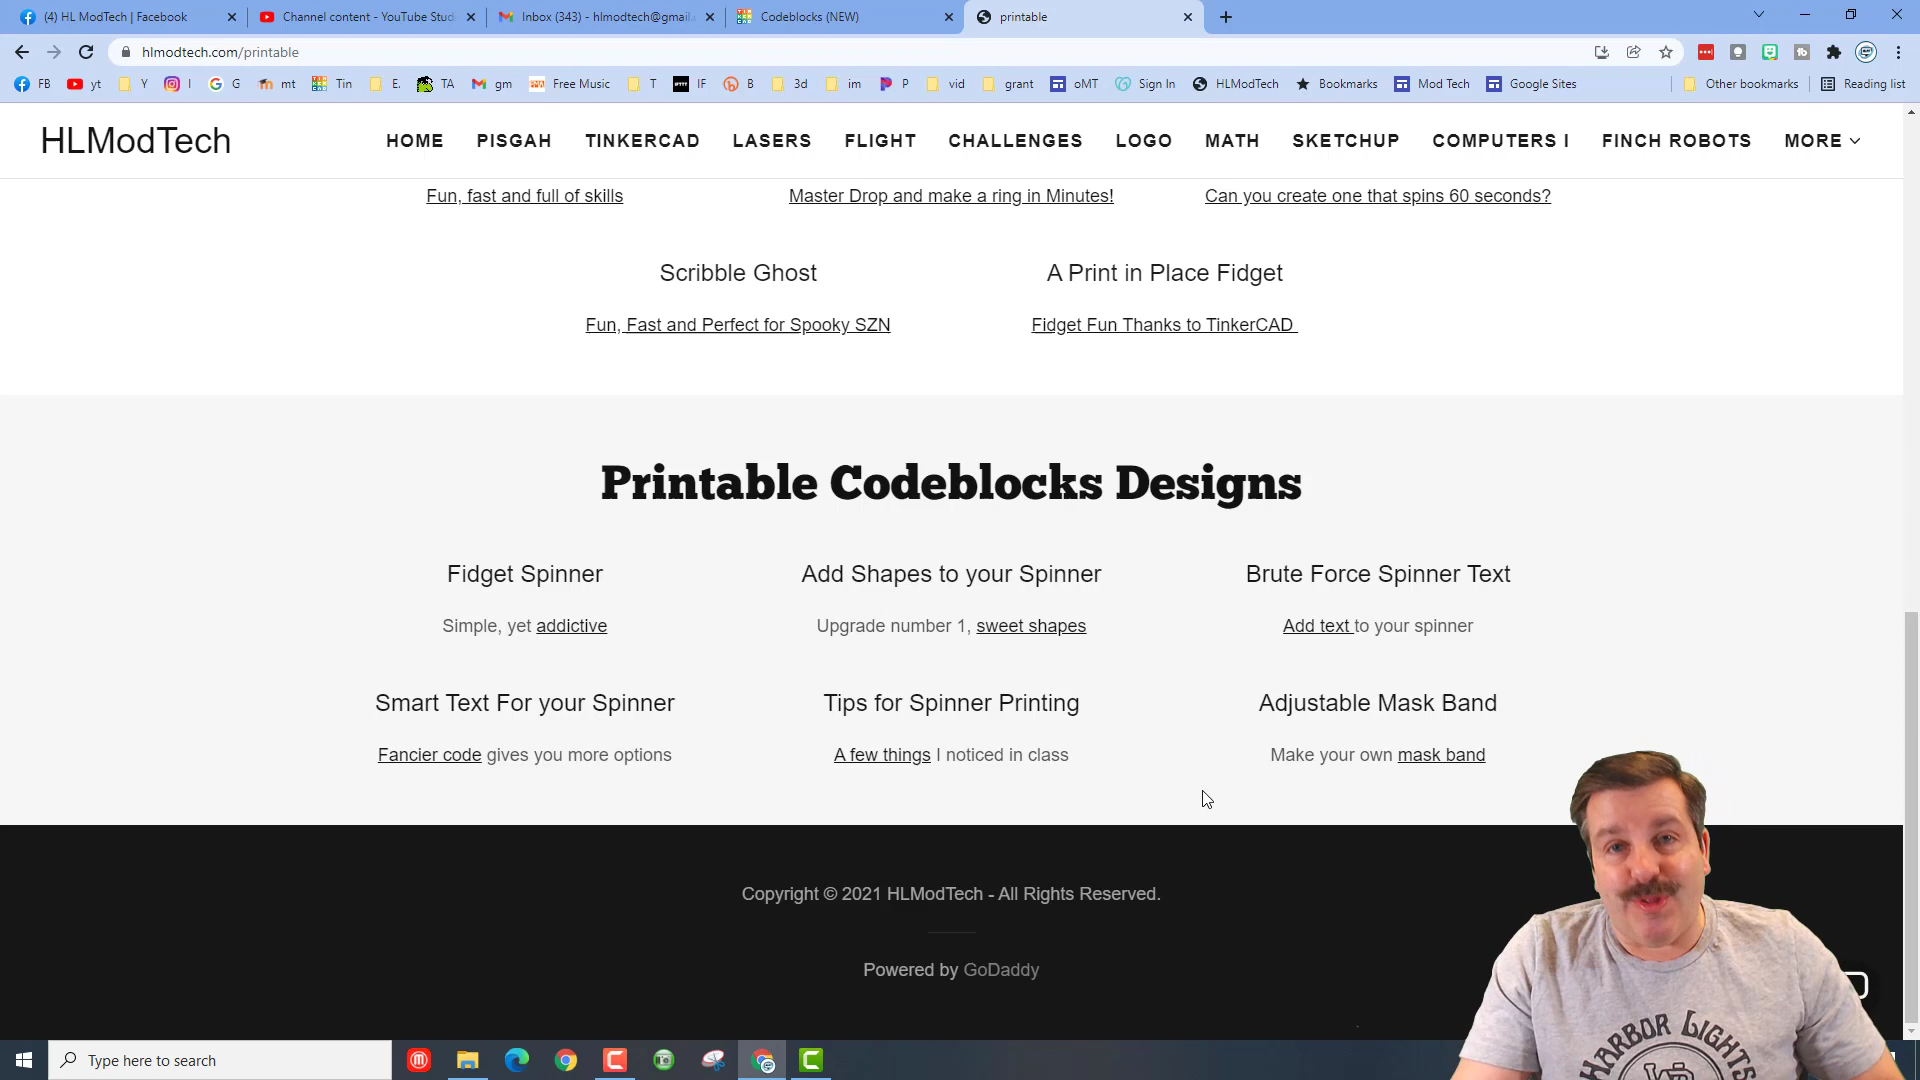 (4) HL ModTech | Facebook
Channel content - YouTube Stud
Inbox (343) - hlmodtech@gmail.
Codeblocks (NEW)
printable
hlmodtech.com/printable
FB yt Y I G mt Tin E. TA gm Free Music T IF B 3d im P vid grant oMT Sign In HLModTech Bookmarks Mod Tech Google Sites Other bookmarks Reading list
HLModTech
HOME PISGAH TINKERCAD LASERS FLIGHT CHALLENGES LOGO MATH SKETCHUP COMPUTERS I FINCH ROBOTS MORE
Fun, fast and full of skills
Master Drop and make a ring in Minutes!
Can you create one that spins 60 seconds?
Scribble Ghost
A Print in Place Fidget
Fun, Fast and Perfect for Spooky SZN
Fidget Fun Thanks to TinkerCAD
Printable Codeblocks Designs
Fidget Spinner
Add Shapes to your Spinner
Brute Force Spinner Text
Simple, yet addictive
Upgrade number 1, sweet shapes
Add text to your spinner
Smart Text For your Spinner
Tips for Spinner Printing
Adjustable Mask Band
Fancier code gives you more options
A few things I noticed in class
Make your own mask band
Copyright © 2021 HLModTech - All Rights Reserved.
Powered by GoDaddy
HARBOR LIGHTS
Type here to search